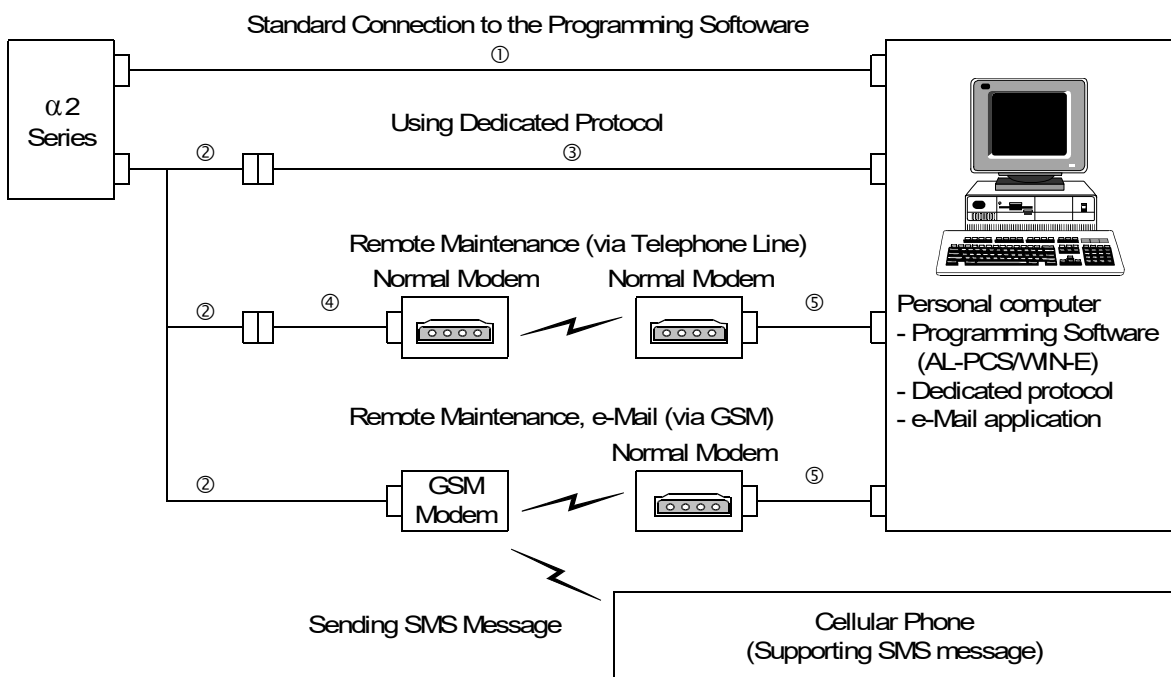 Standard Connection to the Programming Softoware
①
α2
Series
Using Dedicated Protocol
②
③
Remote Maintenance (via Telephone Line)
Normal Modem
Normal Modem
②
④
⑤
Personal computer
- Programming Software
(AL-PCS/WIN-E)
- Dedicated protocol
- e-Mail application
Remote Maintenance, e-Mail (via GSM)
Normal Modem
②
GSM
Modem
⑤
Sending SMS Message
Cellular Phone
(Supporting SMS message)